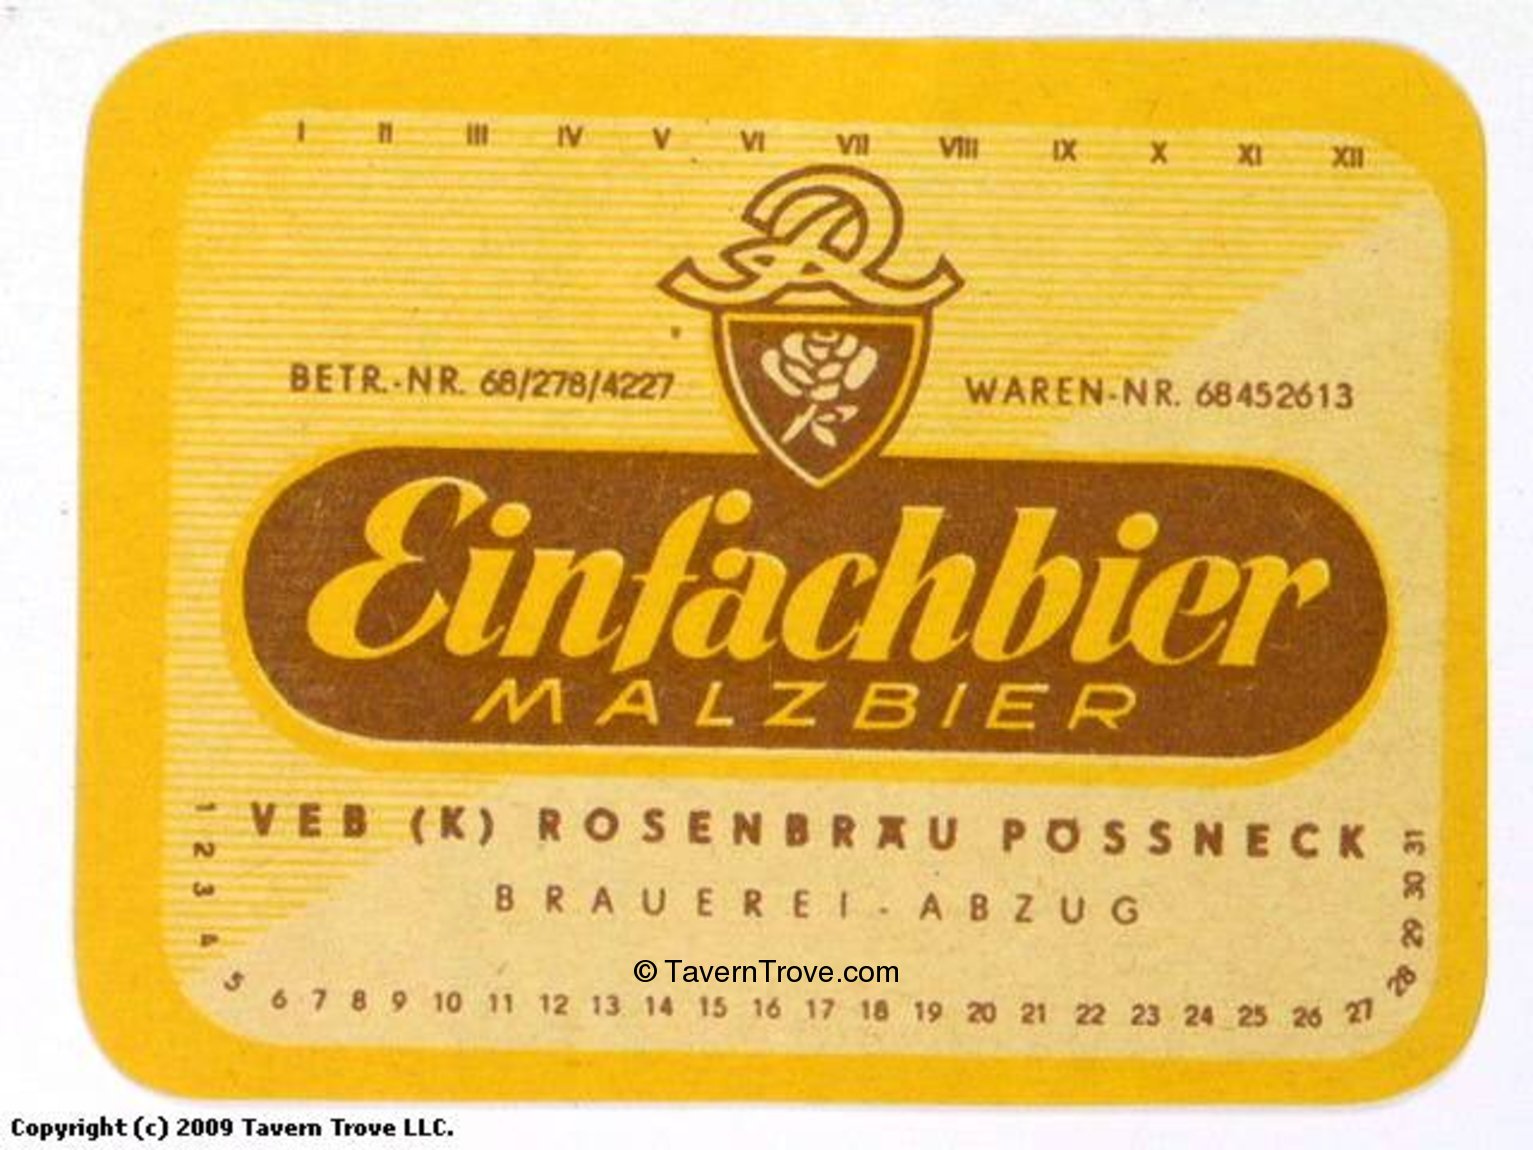 I II III IV V VI VII VIII IX X XI XII
R
BETR.-NR. 68/278/4227
WAREN-NR. 68452613
Einfachbier
MALZBIER
VEB (K) ROSENBRÄU PÖSSNECK
BRAUEREI-ABZUG
1 2 3 4 5 6 7 8 9 10 11 12 13 14 15 16 17 18 19 20 21 22 23 24 25 26 27 28 29 30 31
© TavernTrove.com
Copyright (c) 2009 Tavern Trove LLC.